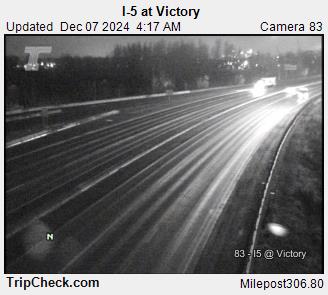 I-5 at Victory
Updated Dec 07 2024 4:17 AM Camera 83
T
N
83 - I5 @ Victory
TripCheck.com Milepost306.80